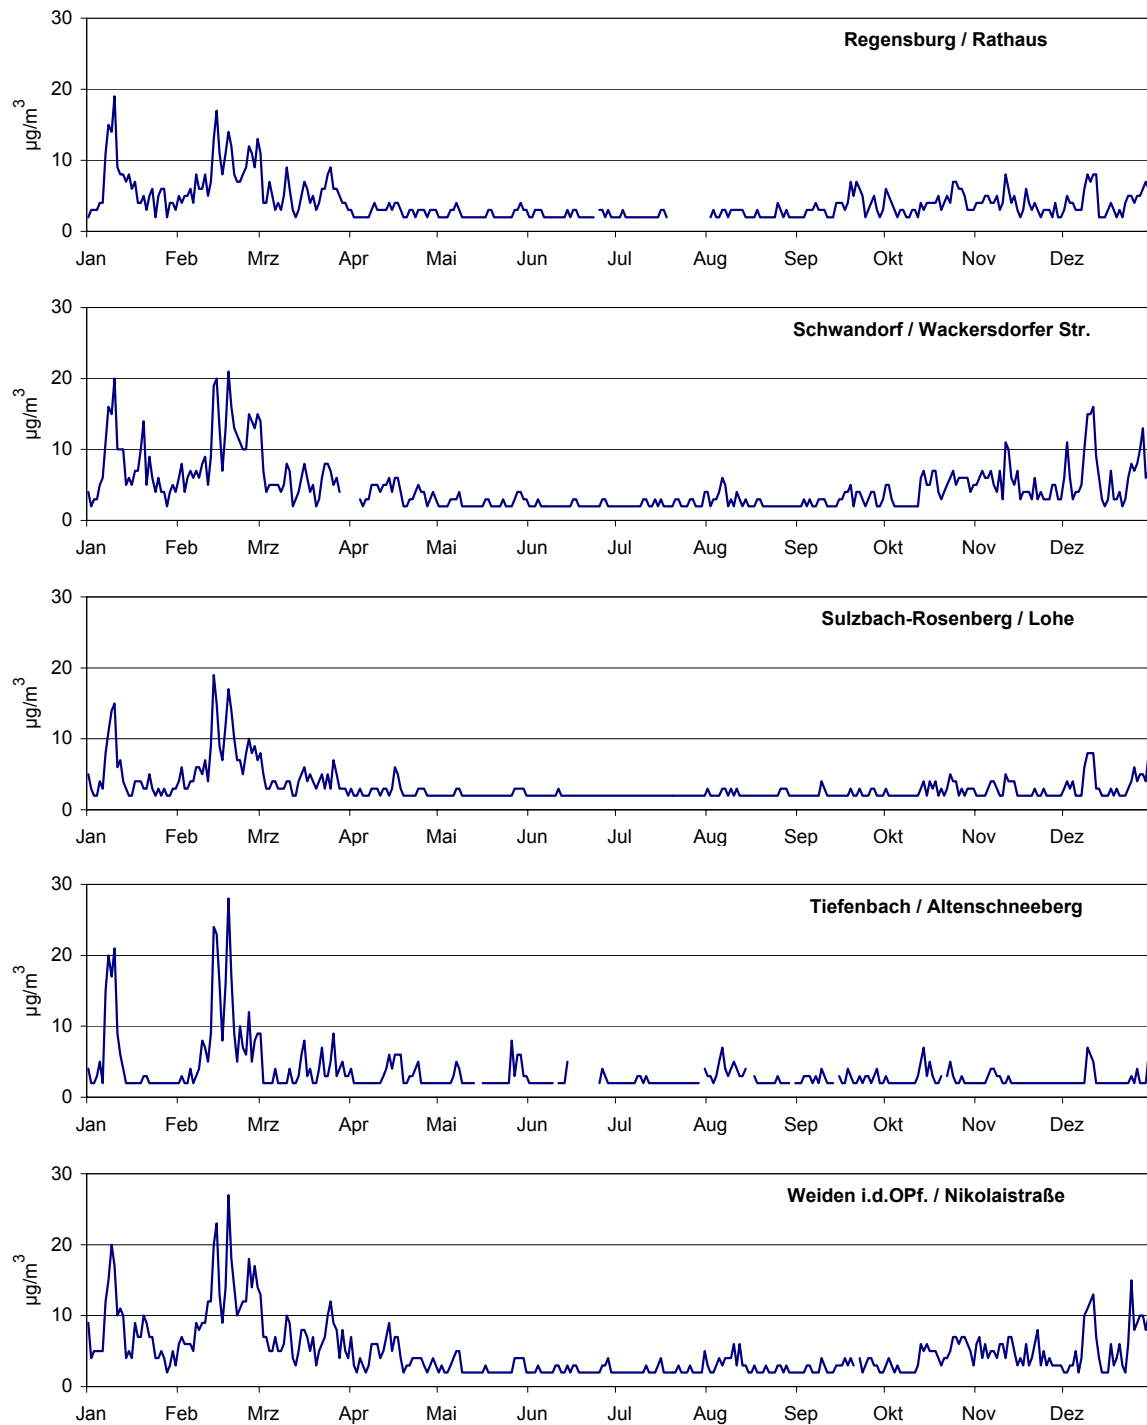 30
Regensburg / Rathaus
20
µg/m³
10
0
Jan Feb Mrz Apr Mai Jun Jul Aug Sep Okt Nov Dez
30
Schwandorf / Wackersdorfer Str.
20
µg/m³
10
0
Jan Feb Mrz Apr Mai Jun Jul Aug Sep Okt Nov Dez
30
Sulzbach-Rosenberg / Lohe
20
µg/m³
10
0
Jan Feb Mrz Apr Mai Jun Jul Aug Sep Okt Nov Dez
30
Tiefenbach / Altenschneeberg
20
µg/m³
10
0
Jan Feb Mrz Apr Mai Jun Jul Aug Sep Okt Nov Dez
30
Weiden i.d.OPf. / Nikolaistraße
20
µg/m³
10
0
Jan Feb Mrz Apr Mai Jun Jul Aug Sep Okt Nov Dez